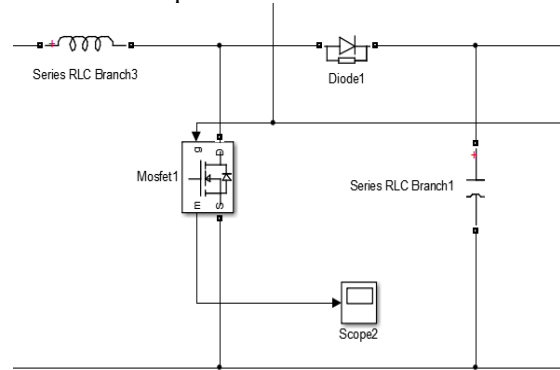 Series RLC Branch3
Diode1
g
D
Mosfet1
m
S
Series RLC Branch1
Scope2